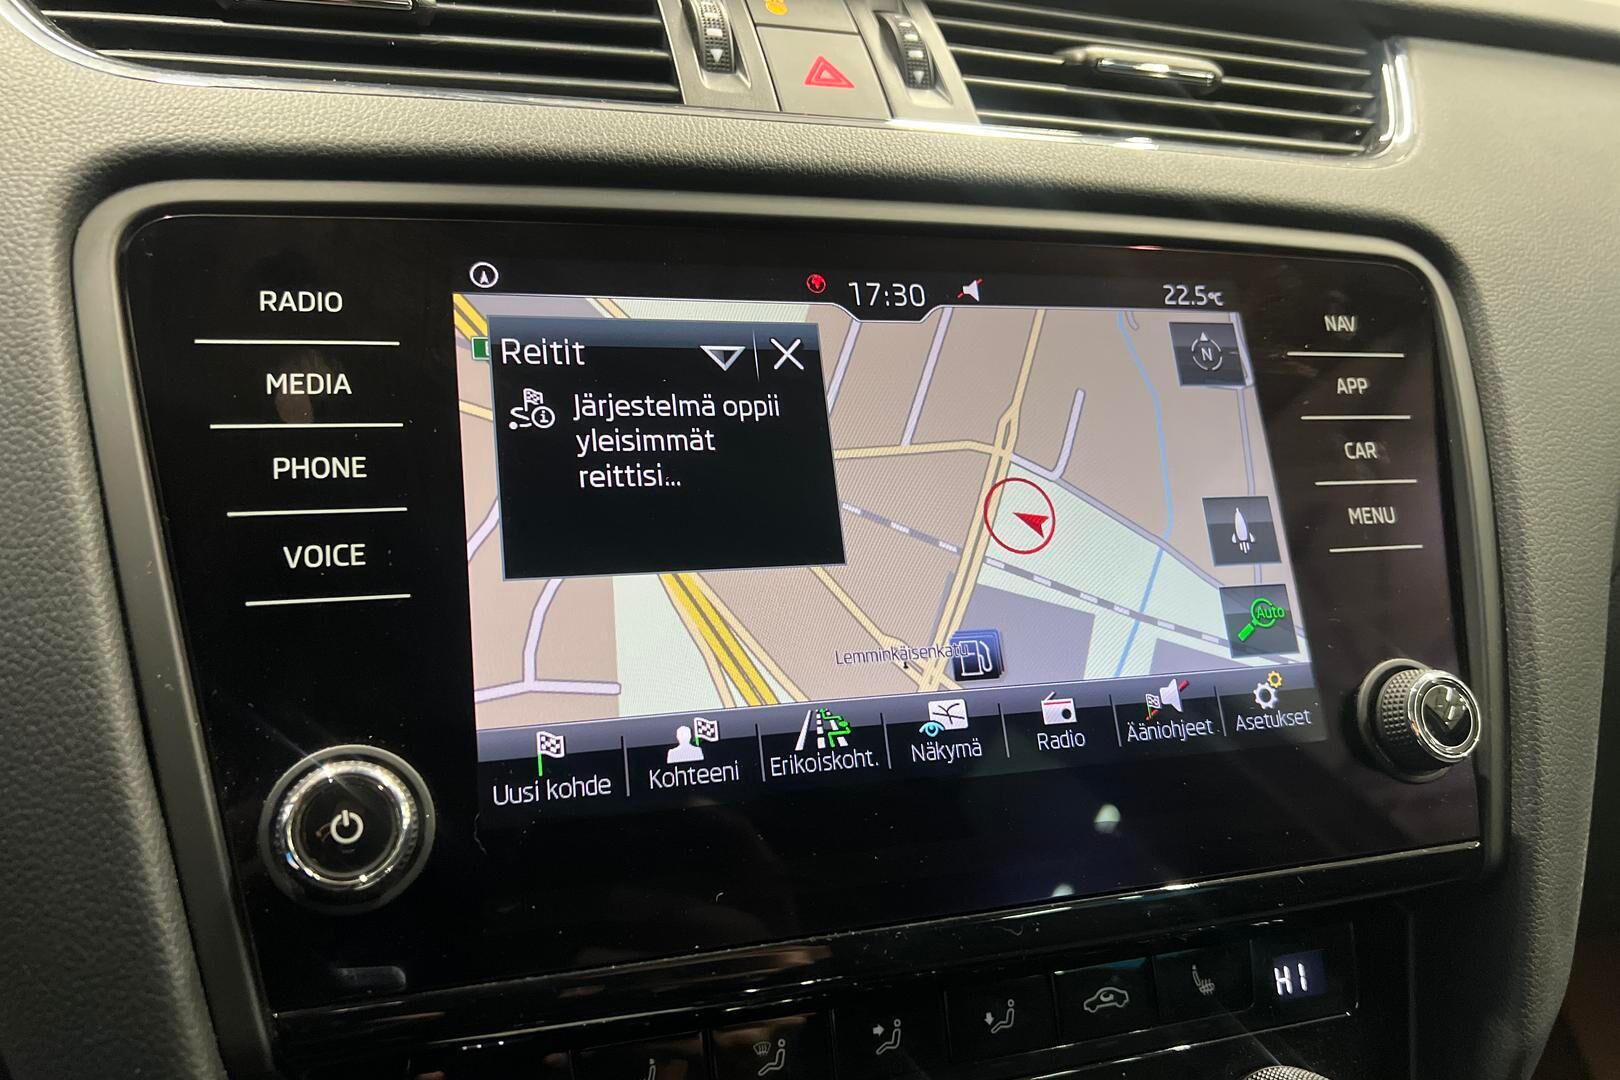 RADIO
MEDIA
PHONE
VOICE
17:30
22.5°C
Reitit
Järjestelmä oppii
yleisimmät
reittisi...
N
Auto
Lemminkäisenkatu
Uusi kohde
Kohteeni
Erikoiskoht.
Näkymä
Radio
Ääniohjeet
Asetukset
NAV
APP
CAR
MENU
HI